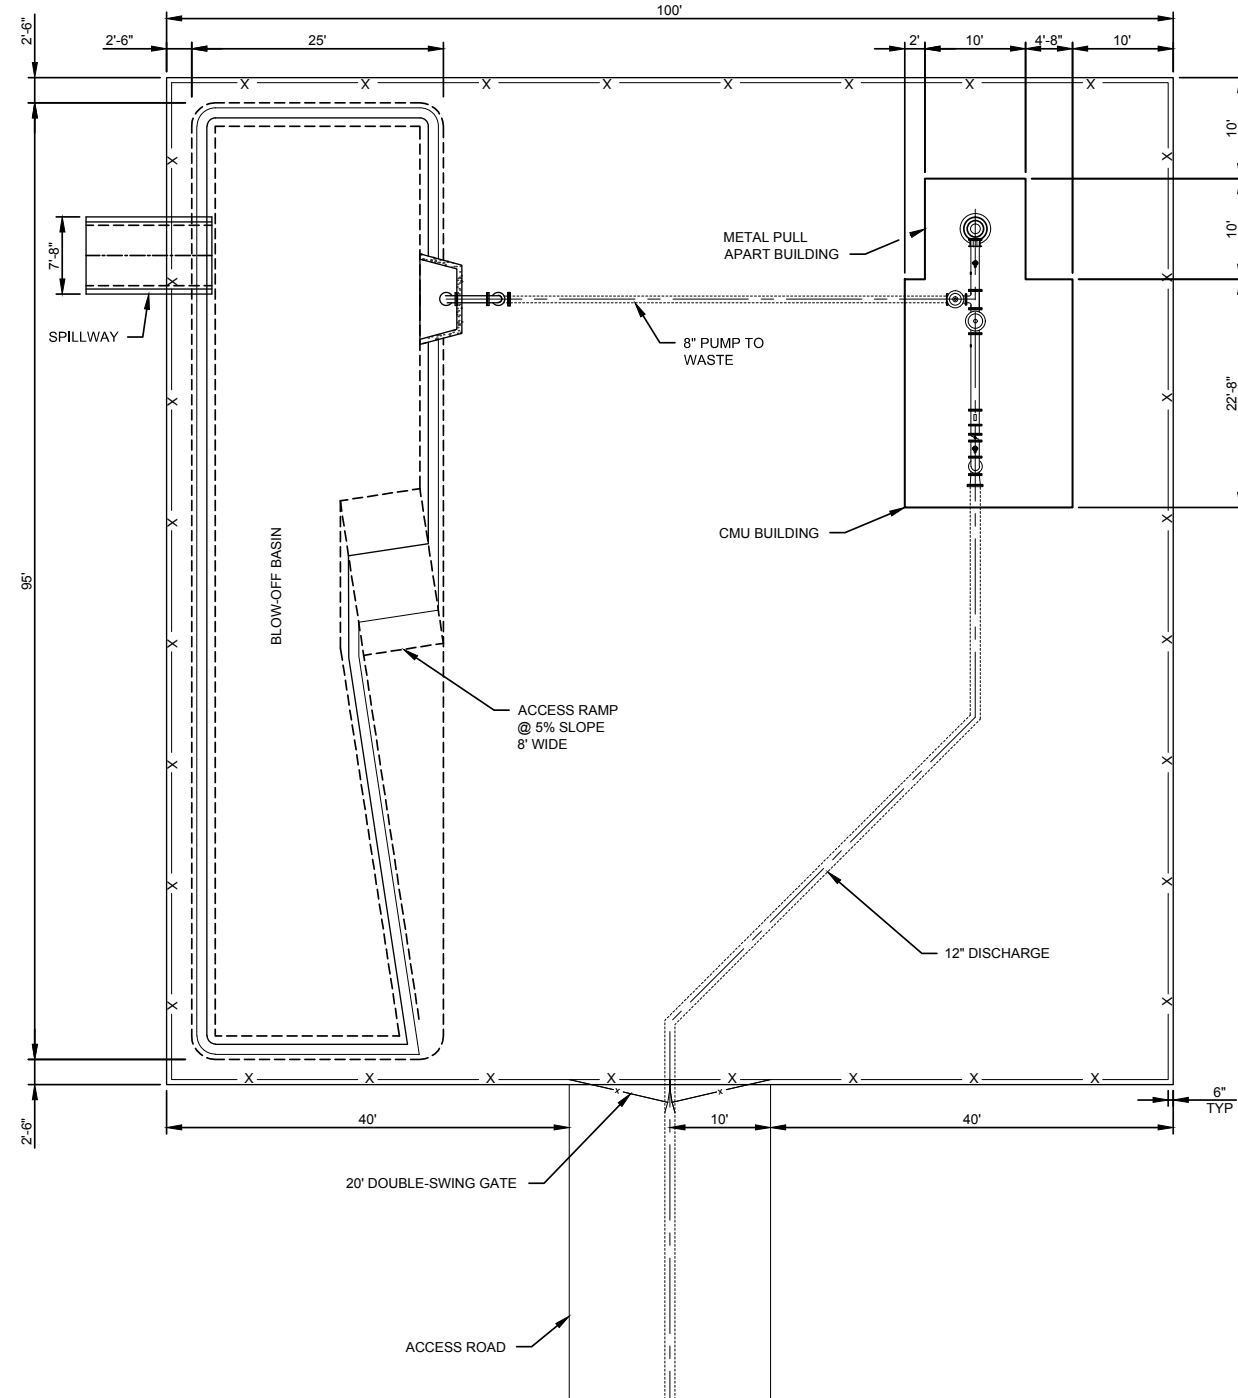 100'
2'-6"
2'-6"
25'
2'
10'
4'-8"
10'
X X X X X X X X
10'
X X
METAL PULL
APART BUILDING
10'
7'-8"
X X
SPILLWAY
8" PUMP TO
WASTE
22'-8"
X X
X X
CMU BUILDING
95'
BLOW-OFF BASIN
X X
ACCESS RAMP
@ 5% SLOPE
8' WIDE
X X
X X
12" DISCHARGE
X X
X X X X X X X X
x x
6"
TYP
2'-6"
40'
10'
40'
20' DOUBLE-SWING GATE
ACCESS ROAD